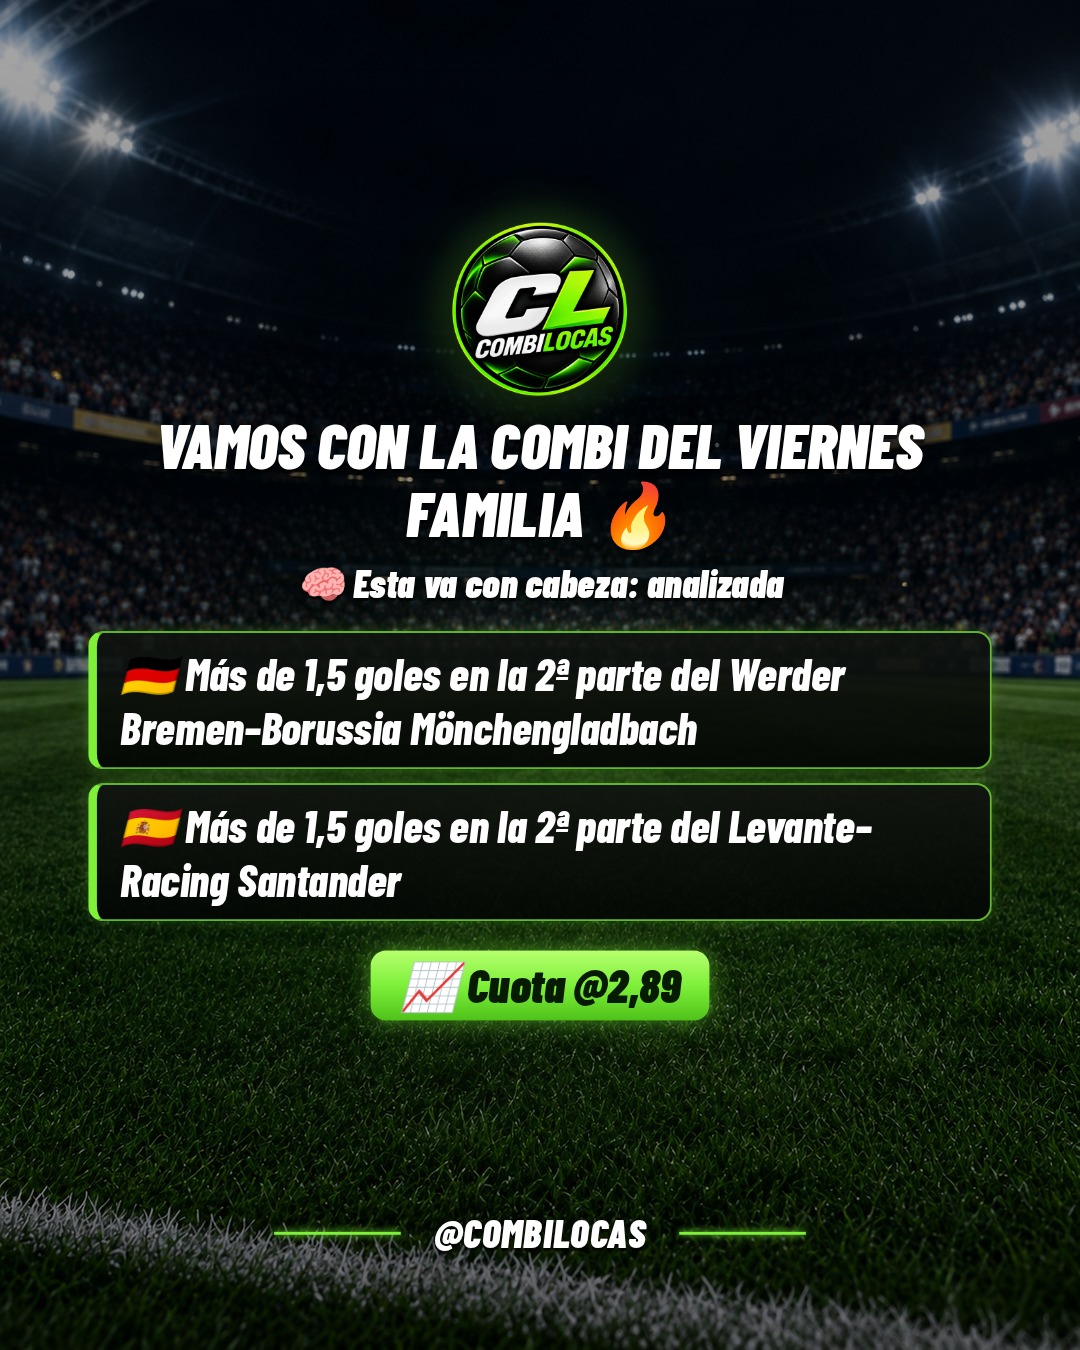 CL
COMBILOCAS
VAMOS CON LA COMBI DEL VIERNES
FAMILIA 🔥
🧠 Esta va con cabeza: analizada
🇩🇪 Más de 1,5 goles en la 2ª parte del Werder
Bremen-Borussia Mönchengladbach
🇪🇸 Más de 1,5 goles en la 2ª parte del Levante-
Racing Santander
📈 Cuota @2,89
@COMBILOCAS